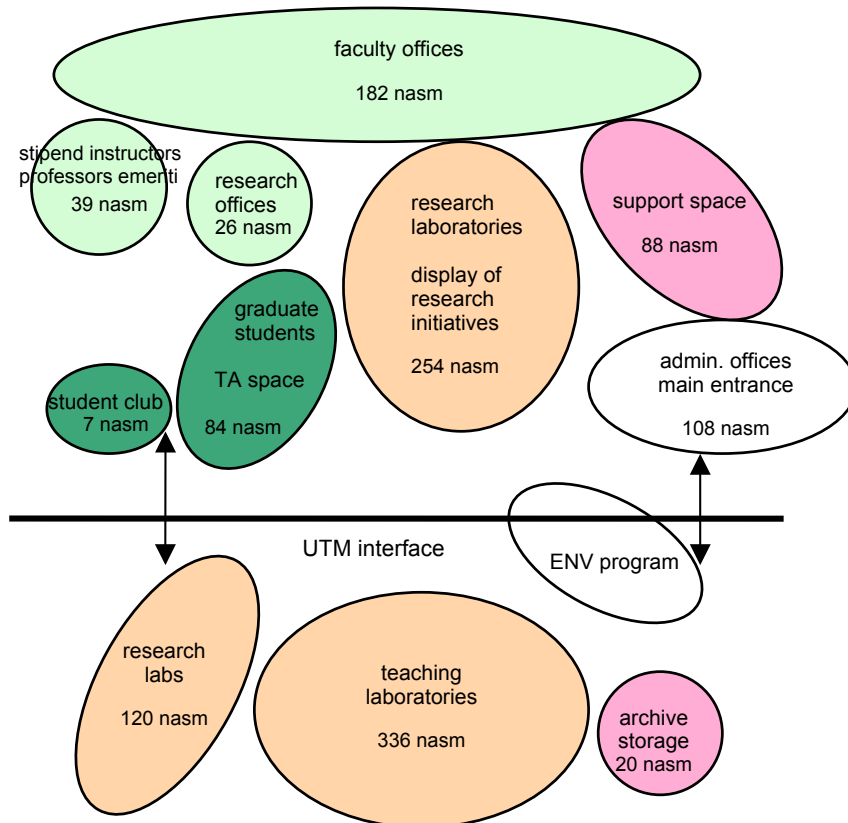 faculty offices
182 nasm
stipend instructors
professors emeriti
39 nasm
research
offices
26 nasm
research
laboratories
display of
research
initiatives
254 nasm
support space
88 nasm
graduate
students
TA space
84 nasm
student club
7 nasm
admin. offices
main entrance
108 nasm
UTM interface
ENV program
research
labs
120 nasm
teaching
laboratories
336 nasm
archive
storage
20 nasm